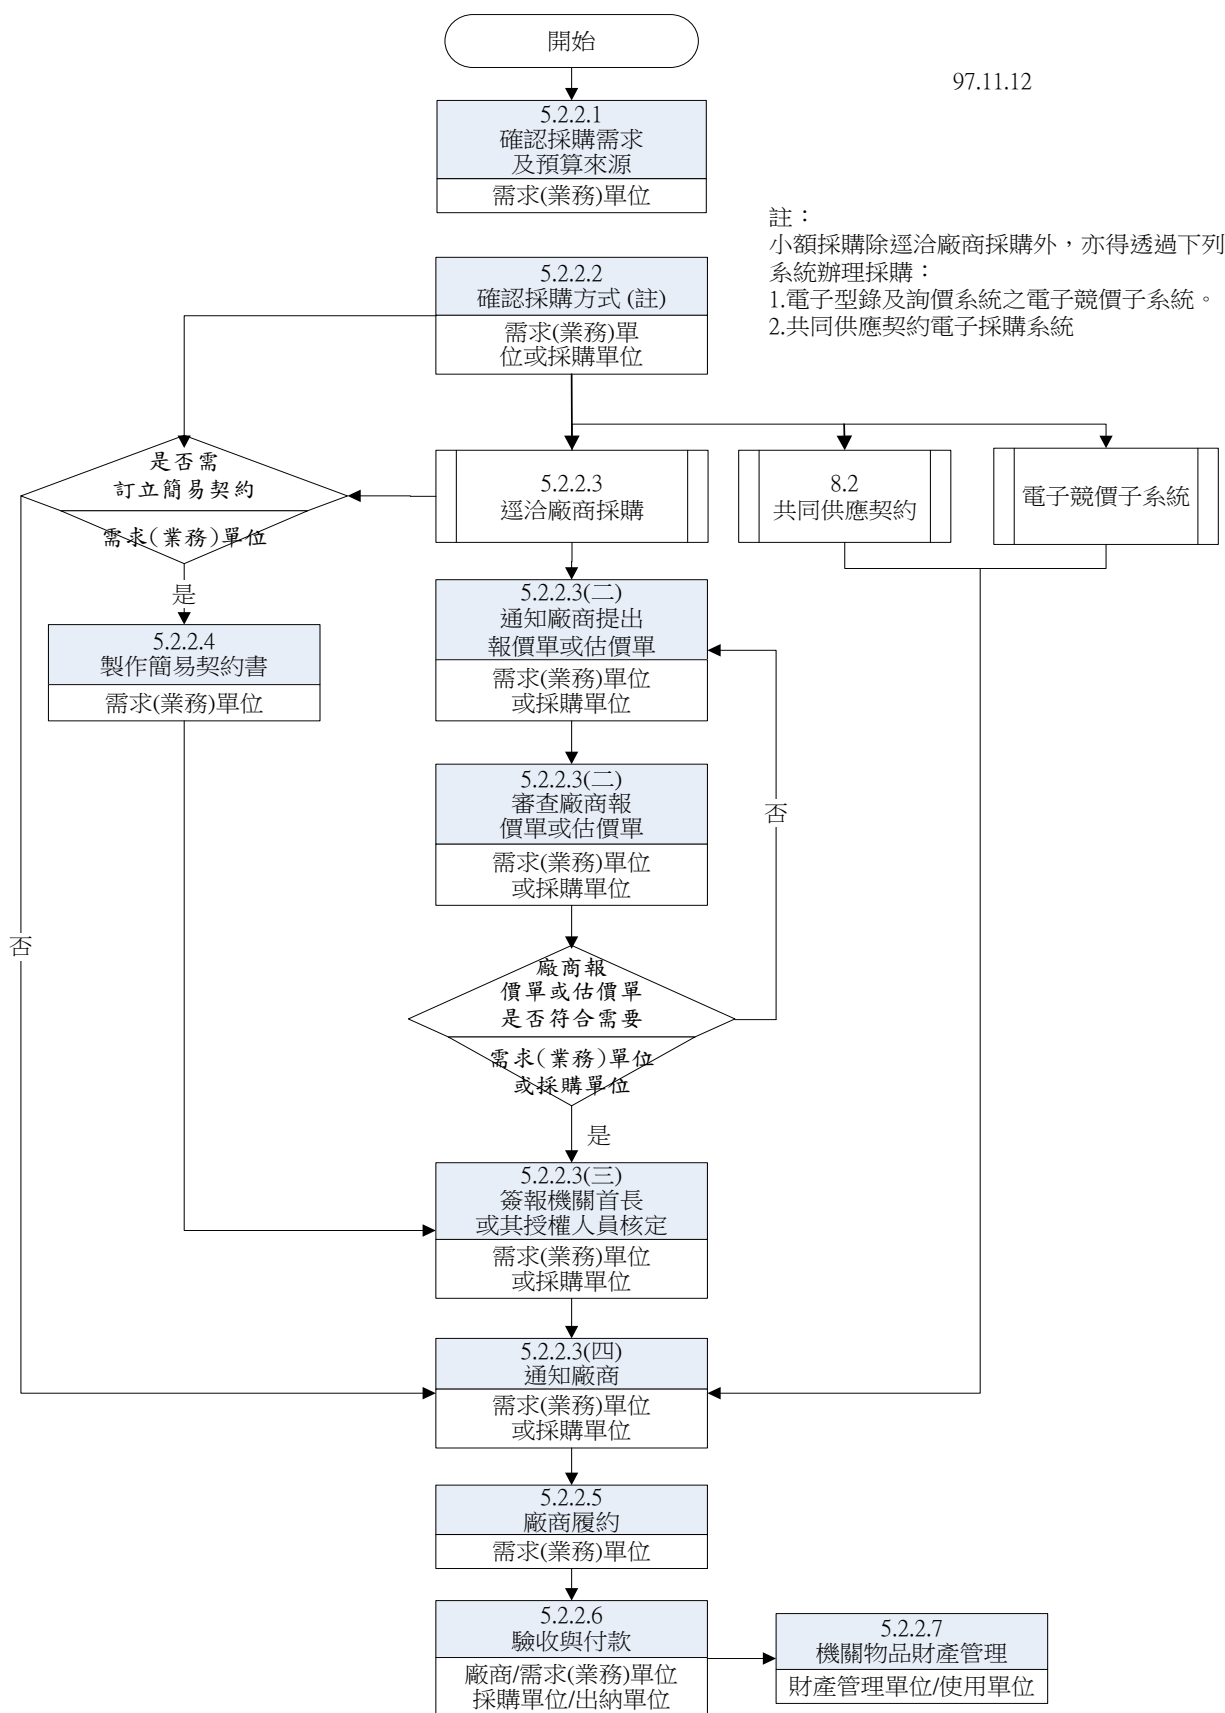 開始
97.11.12
5.2.2.1
確認採購需求
及預算來源
需求(業務)單位
註：
小額採購除逕洽廠商採購外，亦得透過下列
系統辦理採購：
1.電子型錄及詢價系統之電子競價子系統。
2.共同供應契約電子採購系統
5.2.2.2
確認採購方式 (註)
需求(業務)單
位或採購單位
是否需
訂立簡易契約
需求(業務)單位
5.2.2.3
逕洽廠商採購
8.2
共同供應契約
電子競價子系統
是
5.2.2.4
製作簡易契約書
需求(業務)單位
5.2.2.3(二)
通知廠商提出
報價單或估價單
需求(業務)單位
或採購單位
5.2.2.3(二)
審查廠商報
價單或估價單
需求(業務)單位
或採購單位
否
否
廠商報
價單或估價單
是否符合需要
需求(業務)單位
或採購單位
是
5.2.2.3(三)
簽報機關首長
或其授權人員核定
需求(業務)單位
或採購單位
5.2.2.3(四)
通知廠商
需求(業務)單位
或採購單位
5.2.2.5
廠商履約
需求(業務)單位
5.2.2.6
驗收與付款
廠商/需求(業務)單位
採購單位/出納單位
5.2.2.7
機關物品財產管理
財產管理單位/使用單位